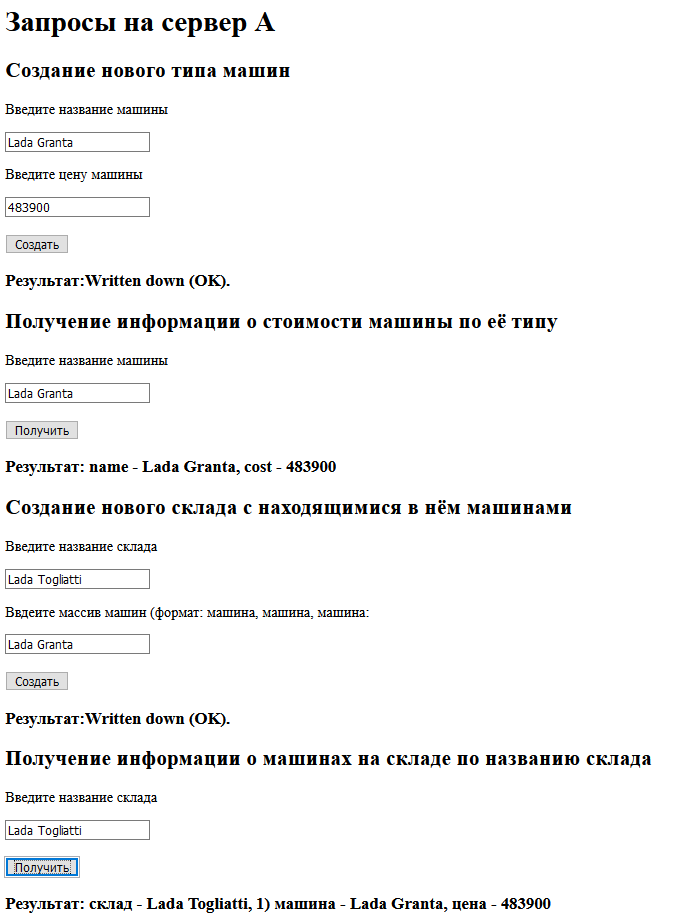 Запросы на сервер А
Создание нового типа машин
Введите название машины
Lada Granta
Введите цену машины
483900
Создать
Результат:Written down (OK).
Получение информации о стоимости машины по её типу
Введите название машины
Lada Granta
Получить
Результат: name - Lada Granta, cost - 483900
Создание нового склада с находящимися в нём машинами
Введите название склада
Lada Togliatti
Ввдеите массив машин (формат: машина, машина, машина:
Lada Granta
Создать
Результат:Written down (OK).
Получение информации о машинах на складе по названию склада
Введите название склада
Lada Togliatti
Получить
Результат: склад - Lada Togliatti, 1) машина - Lada Granta, цена - 483900